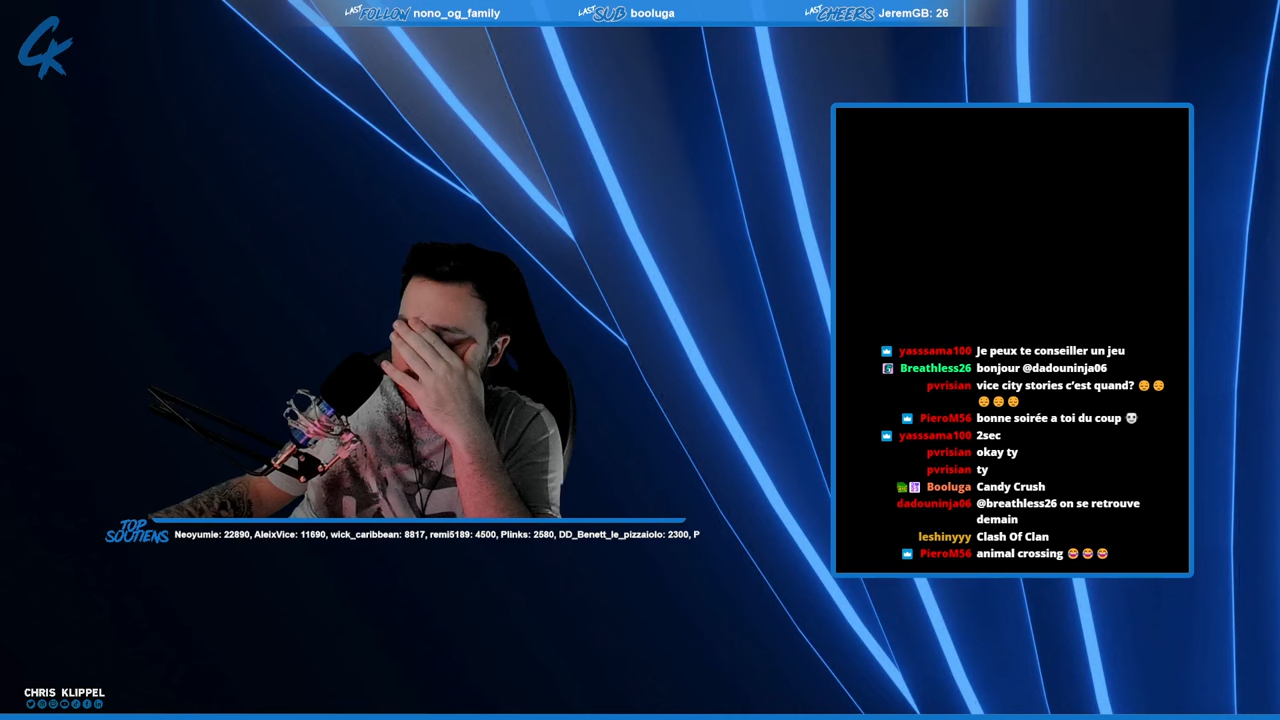 LAST FOLLOW nono_og_family LAST SUB booluga LAST CHEERS JeremGB: 26
CK
yasssama100 Je peux te conseiller un jeu
Breathless26 bonjour @dadouninja06
pvrisian vice city stories c’est quand? 😔 😔
😔 😔 😔
PieroM56 bonne soirée a toi du coup
yasssama100 2sec
pvrisian okay ty
pvrisian ty
Booluga Candy Crush
dadouninja06 @breathless26 on se retrouve
demain
leshinyyy Clash Of Clan
PieroM56 animal crossing
TOP SOUTIENS Neoyumie: 22890, AleixVice: 11690, wick_caribbean: 8817, remi5189: 4500, Plinks: 2580, DD_Benett_le_pizzaiolo: 2300, P
CHRIS KLIPPEL